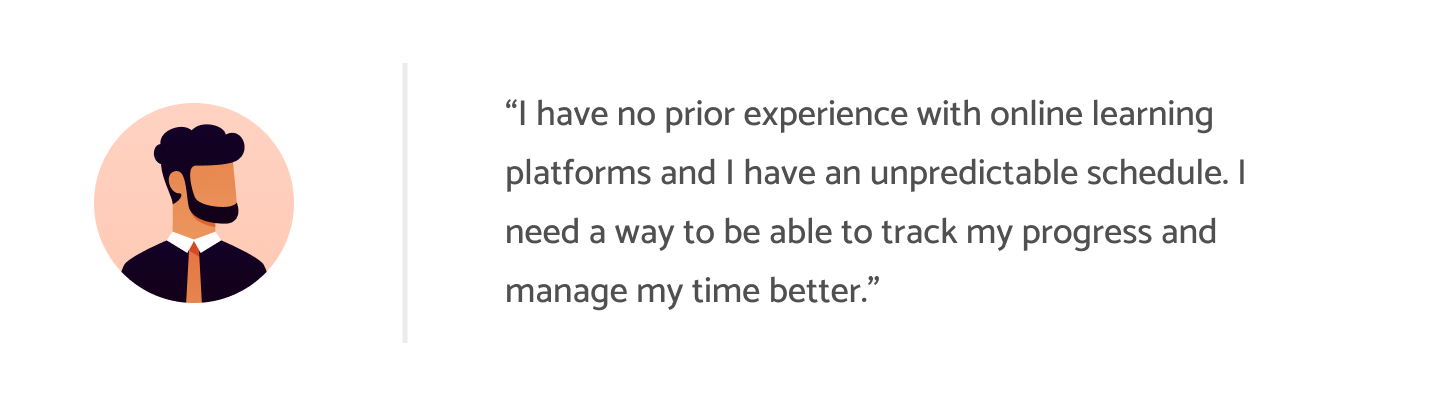 “I have no prior experience with online learning
platforms and I have an unpredictable schedule. I
need a way to be able to track my progress and
manage my time better.”